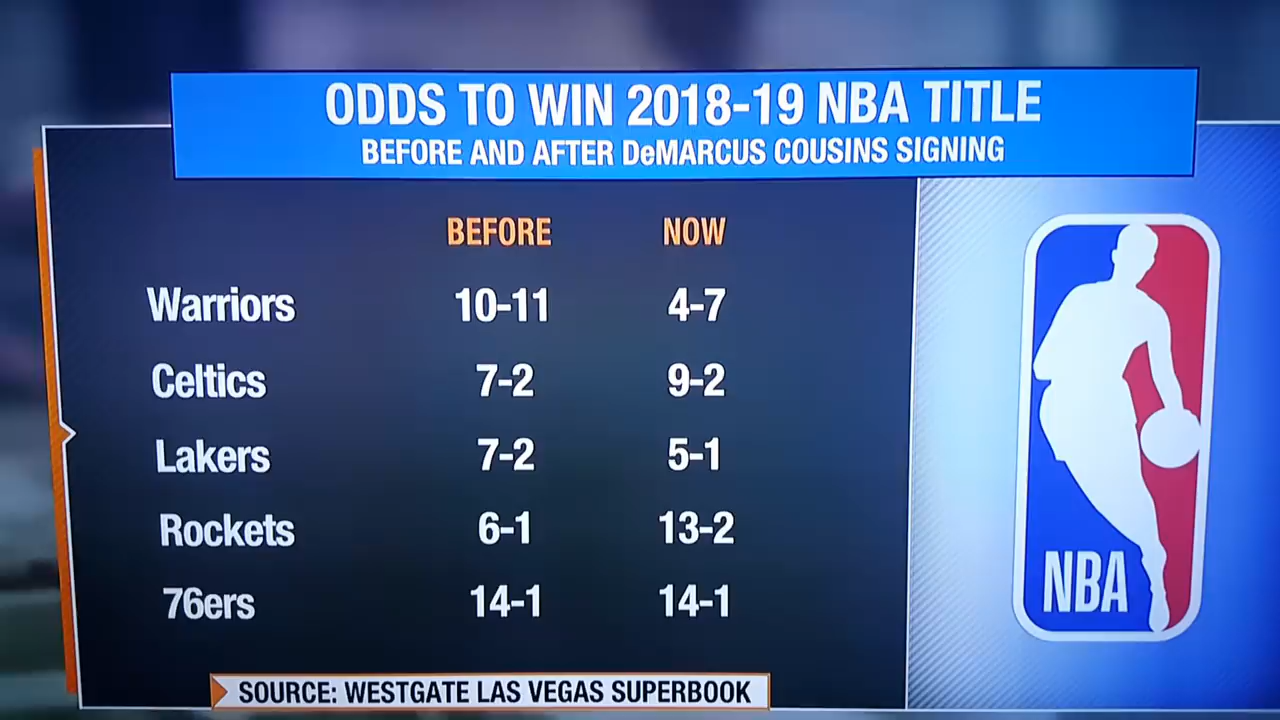 ODDS TO WIN 2018-19 NBA TITLE
BEFORE AND AFTER DeMARCUS COUSINS SIGNING
BEFORE NOW
Warriors 10-11 4-7
Celtics 7-2 9-2
Lakers 7-2 5-1
Rockets 6-1 13-2
76ers 14-1 14-1
NBA
SOURCE: WESTGATE LAS VEGAS SUPERBOOK